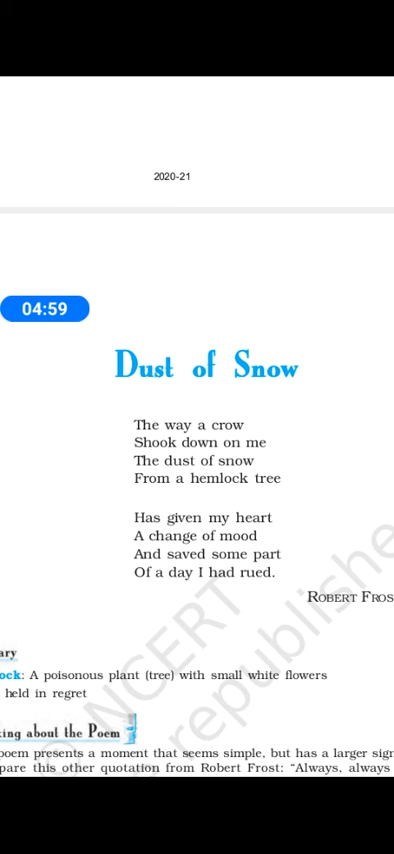 2020-21
04:59
Dust of Snow
The way a crow
Shook down on me
The dust of snow
From a hemlock tree
Has given my heart
A change of mood
And saved some part
Of a day I had rued.
ROBERT FROS
ary
ock: A poisonous plant (tree) with small white flowers
held in regret
king about the Poem
poem presents a moment that seems simple, but has a larger sign
pare this other quotation from Robert Frost: “Always, always
© NCERT
republishe